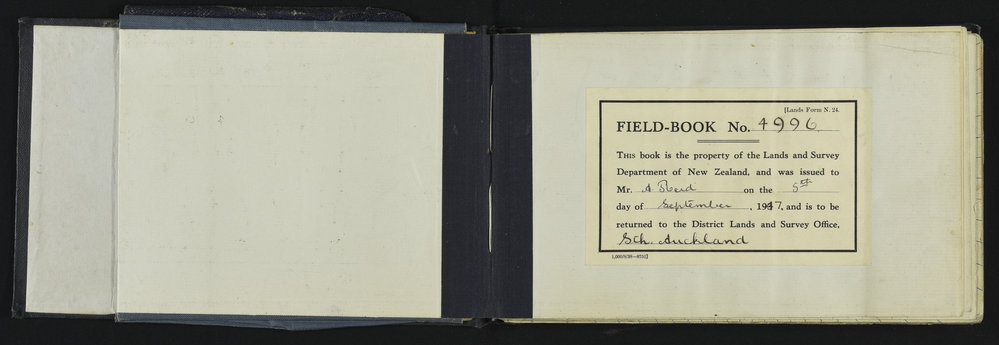 [Lands Form N. 24.
FIELD-BOOK No. 4996
THIS book is the property of the Lands and Survey
Department of New Zealand, and was issued to
Mr. A Reid on the 5th
day of September, 1947, and is to be
returned to the District Lands and Survey Office,
Sth. Auckland